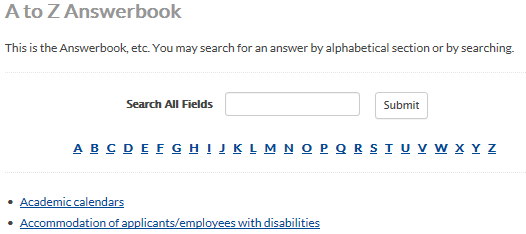 A to Z Answerbook
This is the Answerbook, etc. You may search for an answer by alphabetical section or by searching.
Search All Fields Submit
A B C D E F G H I J K L M N O P Q R S T U V W X Y Z
• Academic calendars
• Accommodation of applicants/employees with disabilities